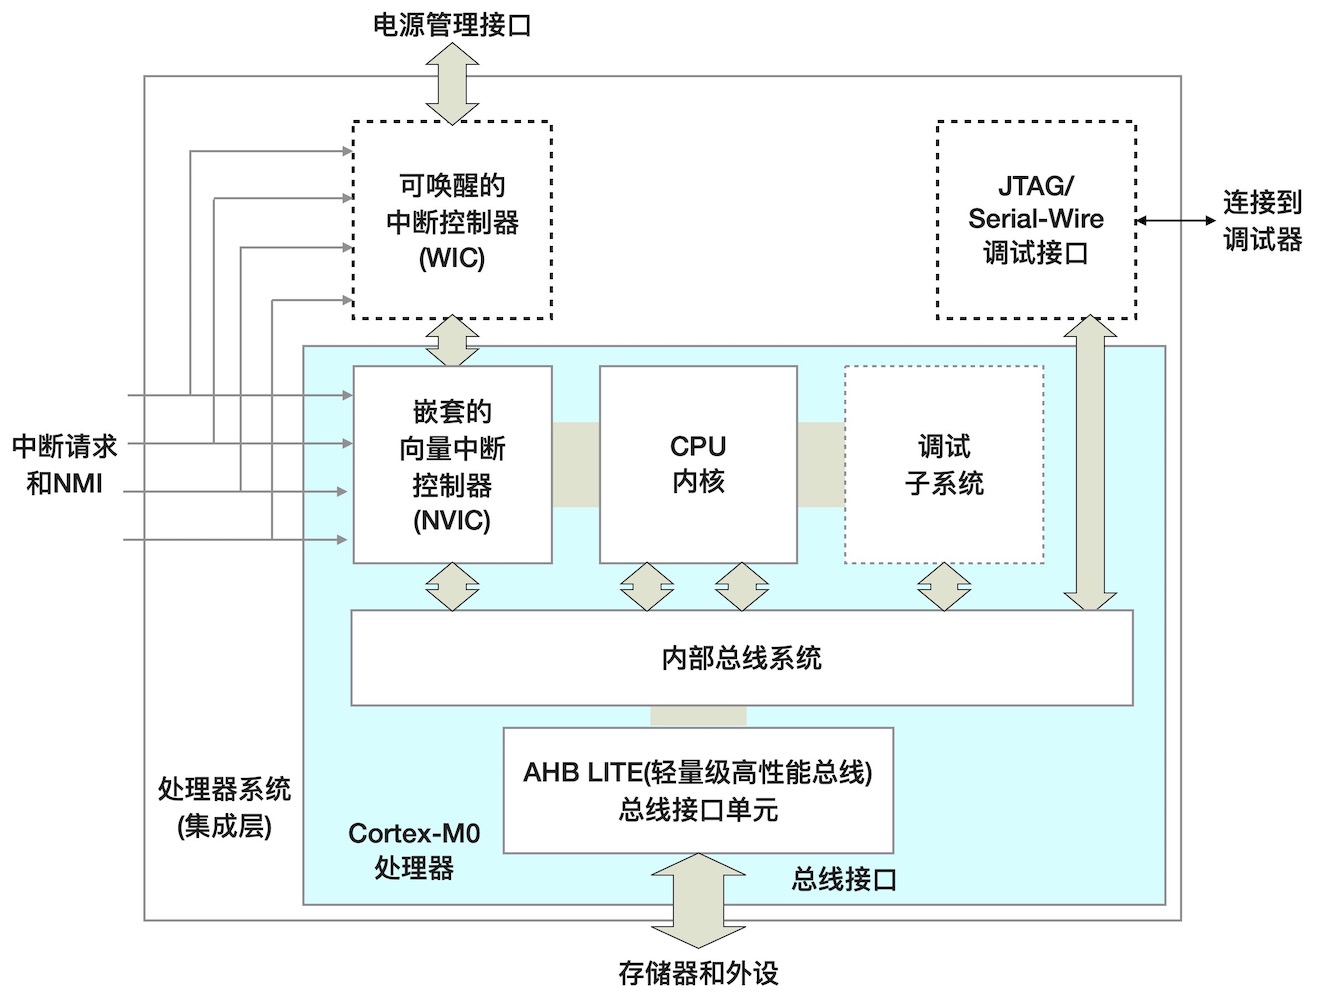 电源管理接口
可唤醒的
中断控制器
(WIC)
JTAG/
Serial-Wire
调试接口
连接到
调试器
中断请求
和NMI
嵌套的
向量中断
控制器
(NVIC)
CPU
内核
调试
子系统
内部总线系统
AHB LITE(轻量级高性能总线)
总线接口单元
处理器系统
(集成层)
Cortex-M0
处理器
总线接口
存储器和外设